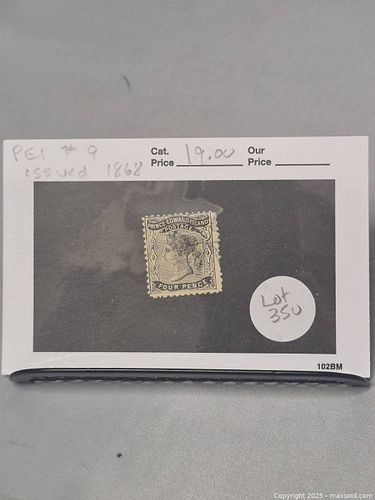 PEI # 9
issued 1868
Cat.
Price 19.00
Our
Price
PRINCE EDWARD ISLAND
POSTAGE
FOUR PENCE
Lot
350
102BM
Copyright 2025 - maxsold.com